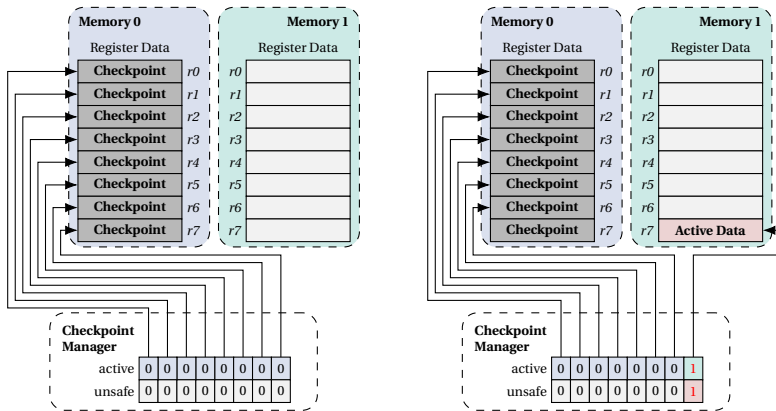 Memory 0
Register Data
Checkpoint r0
Checkpoint r1
Checkpoint r2
Checkpoint r3
Checkpoint r4
Checkpoint r5
Checkpoint r6
Checkpoint r7
Memory 1
Register Data
r0
r1
r2
r3
r4
r5
r6
r7
Checkpoint
Manager
active 0 0 0 0 0 0 0 0
unsafe 0 0 0 0 0 0 0 0
Memory 0
Register Data
Checkpoint r0
Checkpoint r1
Checkpoint r2
Checkpoint r3
Checkpoint r4
Checkpoint r5
Checkpoint r6
Checkpoint r7
Memory 1
Register Data
r0
r1
r2
r3
r4
r5
r6
r7 Active Data
Checkpoint
Manager
active 0 0 0 0 0 0 0 1
unsafe 0 0 0 0 0 0 0 1